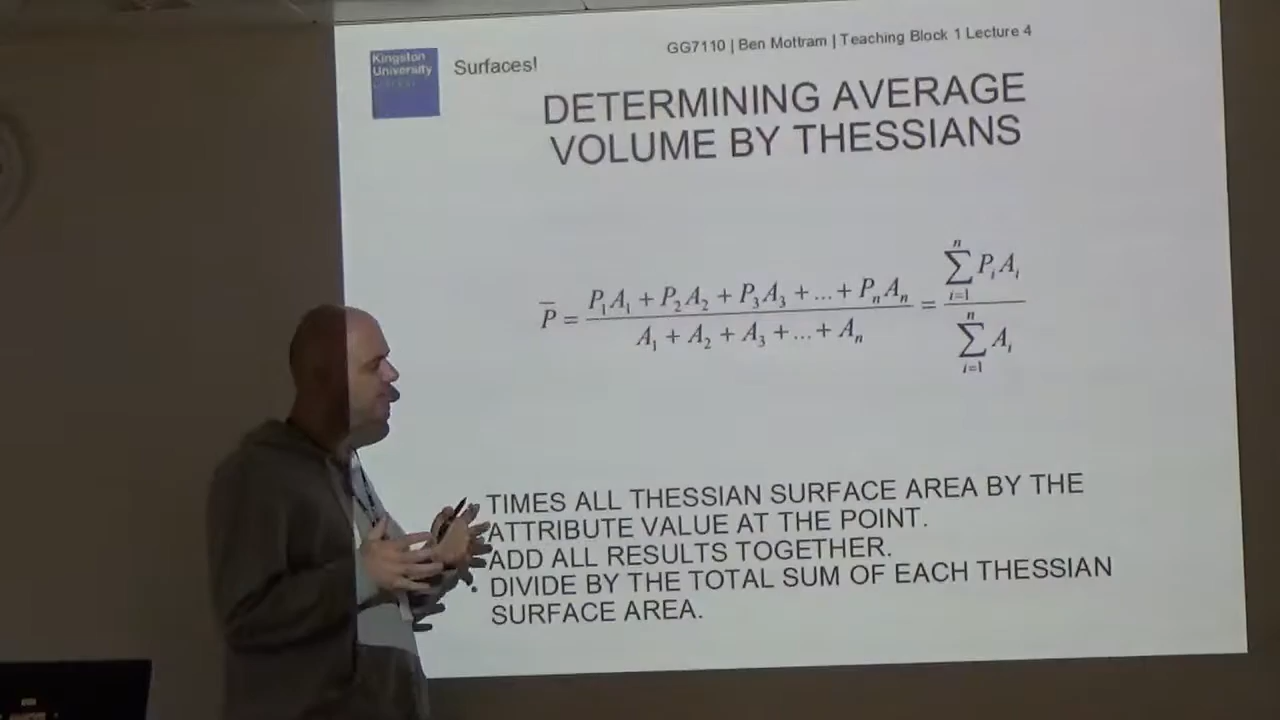 GG7110 | Ben Mottram | Teaching Block 1 Lecture 4
Kingston
University
Surfaces!
DETERMINING AVERAGE
VOLUME BY THESSIANS
P̄ = (P₁A₁ + P₂A₂ + P₃A₃ + ... + PₙAₙ) / (A₁ + A₂ + A₃ + ... + Aₙ) = (∑ⁿᵢ₌₁ PᵢAᵢ) / (∑ⁿᵢ₌₁ Aᵢ)
TIMES ALL THESSIAN SURFACE AREA BY THE
ATTRIBUTE VALUE AT THE POINT.
ADD ALL RESULTS TOGETHER.
• DIVIDE BY THE TOTAL SUM OF EACH THESSIAN
SURFACE AREA.